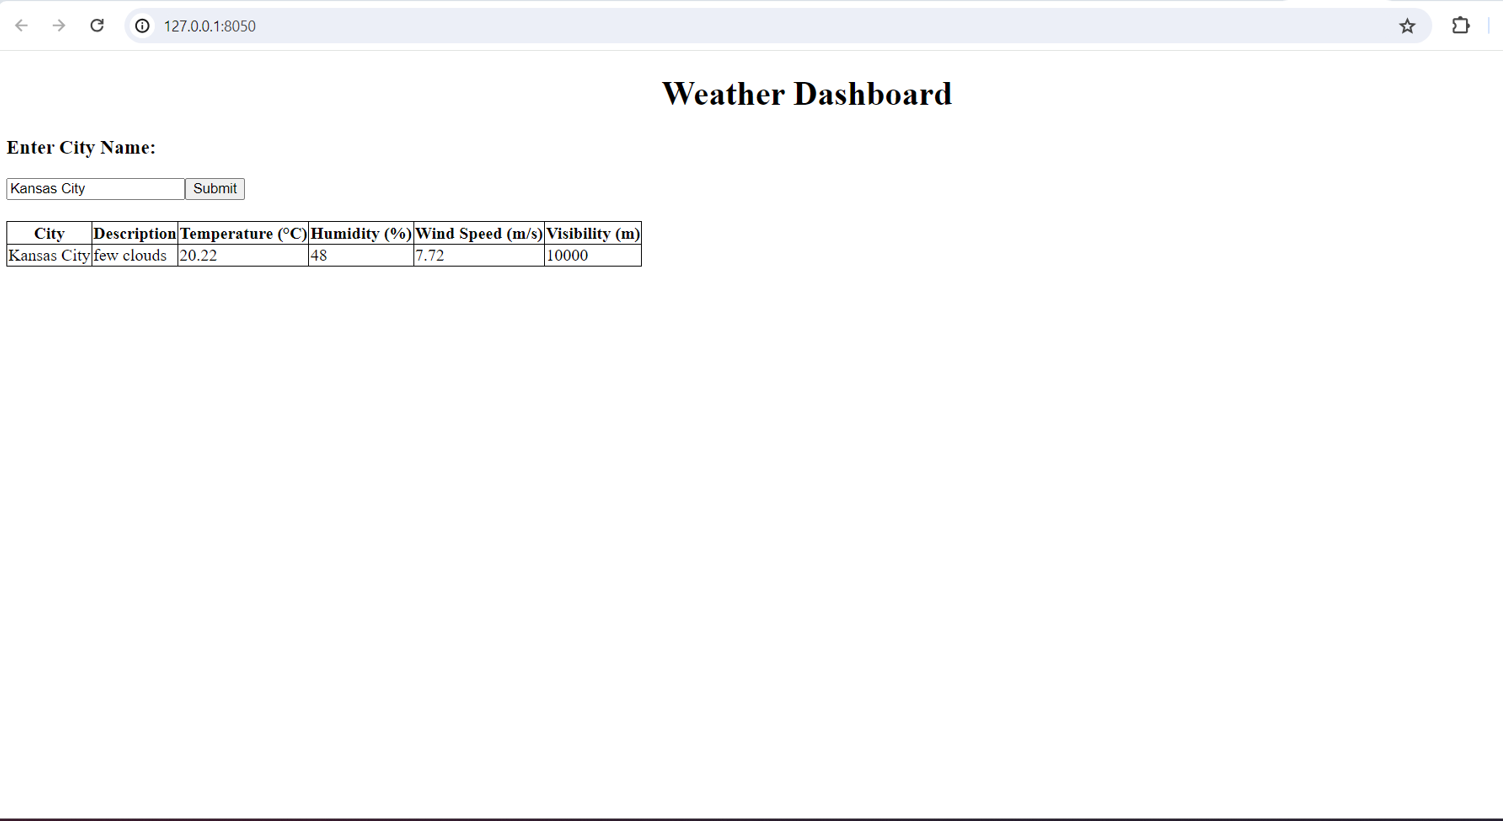 127.0.0.1:8050
Weather Dashboard
Enter City Name:
Kansas City Submit
City Description Temperature (°C) Humidity (%) Wind Speed (m/s) Visibility (m)
Kansas City few clouds 20.22 48 7.72 10000